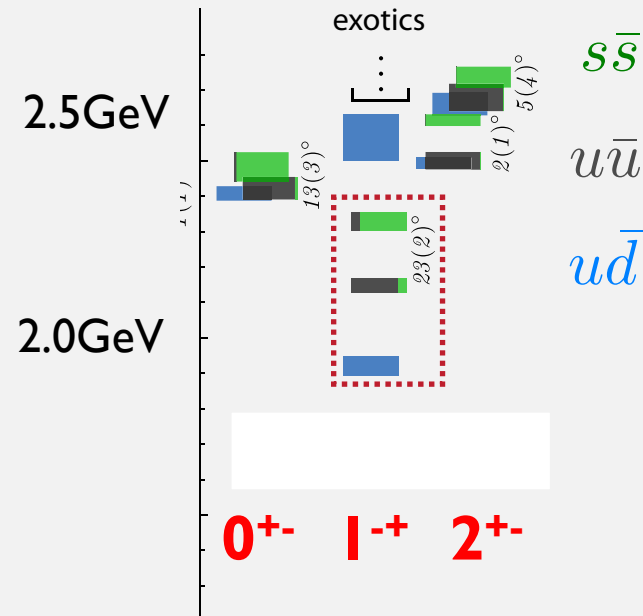 exotics
2.5GeV
2.0GeV
13(3)°
23(2)°
2(1)°
5(4)°
0⁺⁻
1⁻⁺
2⁺⁻
ss̄
uū
ud̄